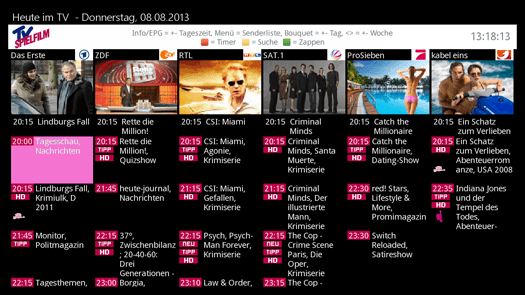 Heute im TV - Donnerstag, 08.08.2013
TV SPIELFILM
Info/EPG = +- Tageszeit, Menü = Senderliste, Bouquet = +- Tag, <> = +- Woche
= Timer = Suche = Zappen
13:18:13
Das Erste
ZDF
RTL
SAT.1
ProSieben
kabel eins
20:15 Lindburgs Fall
20:15 Rette die
Million!
20:15 CSI: Miami
20:15 Criminal
Minds
20:15 Catch the
Millionaire
20:15 Ein Schatz
zum Verlieben
20:00 Tagesschau,
Nachrichten
20:15 Rette die
TIPP Million!,
HD Quizshow
20:15 CSI: Miami,
TIPP Agonie,
HD Krimiserie
20:15 Criminal
HD Minds, Santa
Muerte,
Krimiserie
20:15 Catch the
TIPP Millionaire,
HD Dating-Show
20:15 Ein Schatz
HD zum Verlieben,
Abenteuerrom
anze, USA 2008
20:15 Lindburgs Fall,
HD Krimiulk, D
2011
21:45 heute-journal,
Nachrichten
21:15 CSI: Miami,
HD Gefallen,
Krimiserie
21:15 Criminal
HD Minds, Der
illustrierte
Mann,
Krimiserie
22:30 red! Stars,
HD Lifestyle &
More,
Promimagazin
22:35 Indiana Jones
TIPP und der
HD Tempel des
Todes,
Abenteuer-
21:45 Monitor,
TIPP Politmagazin
22:15 37°,
TIPP Zwischenbilanz
HD ; 20-40-60:
Drei
Generationen -
22:15 Psych, Psych-
NEU Man Forever,
HD Krimiserie
22:15 The Cop -
NEU Crime Scene
TIPP Paris, Die
HD Oper,
Krimiserie
23:30 Switch
Reloaded,
Satireshow
22:15 Tagesthemen,
23:00 Borgia,
23:10 Law & Order,
23:15 The Cop -